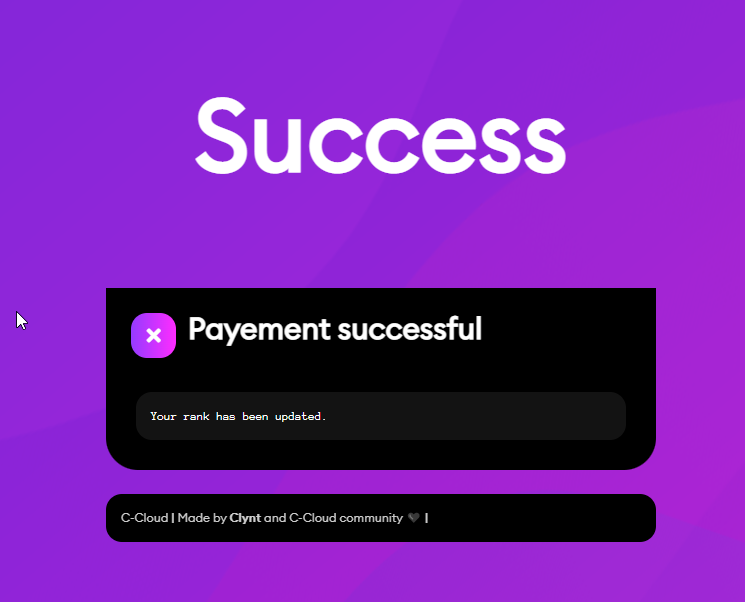 Success
Payement successful
Your rank has been updated.
C-Cloud | Made by Clynt and C-Cloud community 🖤 |